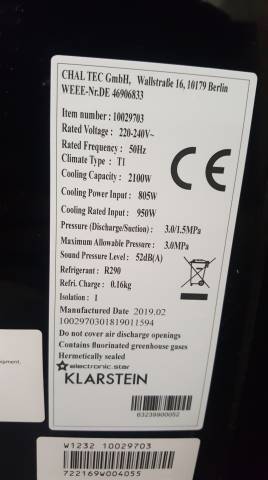 CHAL TEC GmbH, Wallstraße 16, 10179 Berlin
WEEE-Nr.DE 46906833
Item number : 10029703
Rated Voltage : 220-240V~
Rated Frequency : 50Hz
Climate Type : T1
Cooling Capacity : 2100W
Cooling Power Input : 805W
Cooling Rated Input : 950W
CE
Pressure (Discharge/Suction) : 3.0/1.5MPa
Maximum Allowable Pressure : 3.0MPa
Sound Pressure Level : 52dB(A)
Refrigerant : R290
Refri. Charge : 0.16kg
Isolation : I
Manufactured Date 2019.02
1002970301819011594
Do not cover air discharge openings
Contains fluorinated greenhouse gases
Hermetically sealed
electronic.star
KLARSTEIN
83239900052
W1232 10029703
722169W004055